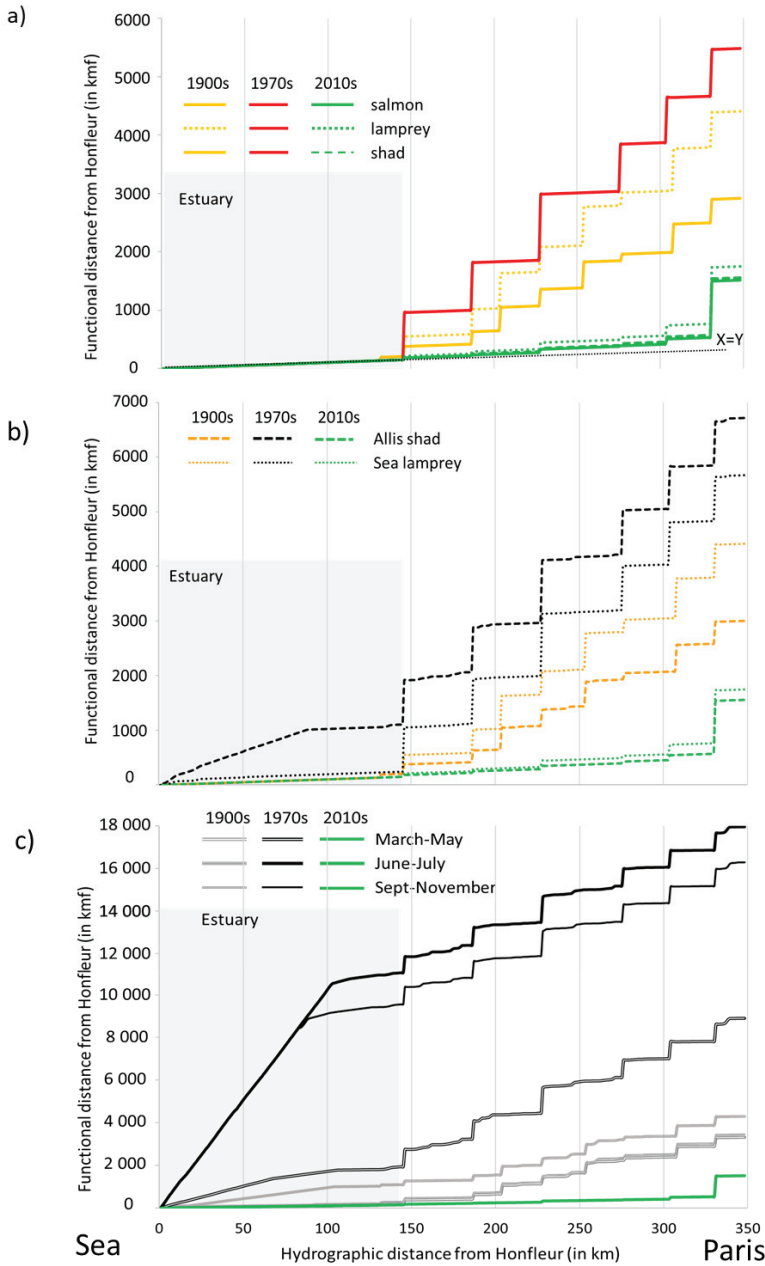 a)
Functional distance from Honfleur (in kmf)
6000
5000
4000
3000
2000
1000
0
1900s 1970s 2010s
salmon
lamprey
shad
Estuary
X=Y
b)
Functional distance from Honfleur (in kmf)
7000
6000
5000
4000
3000
2000
1000
0
1900s 1970s 2010s
Allis shad
Sea lamprey
Estuary
c)
Functional distance from Honfleur (in kmf)
18 000
16 000
14 000
12 000
10 000
8 000
6 000
4 000
2 000
0
1900s 1970s 2010s
March-May
June-July
Sept-November
Estuary
0 50 100 150 200 250 300 350
Sea Hydrographic distance from Honfleur (in km) Paris